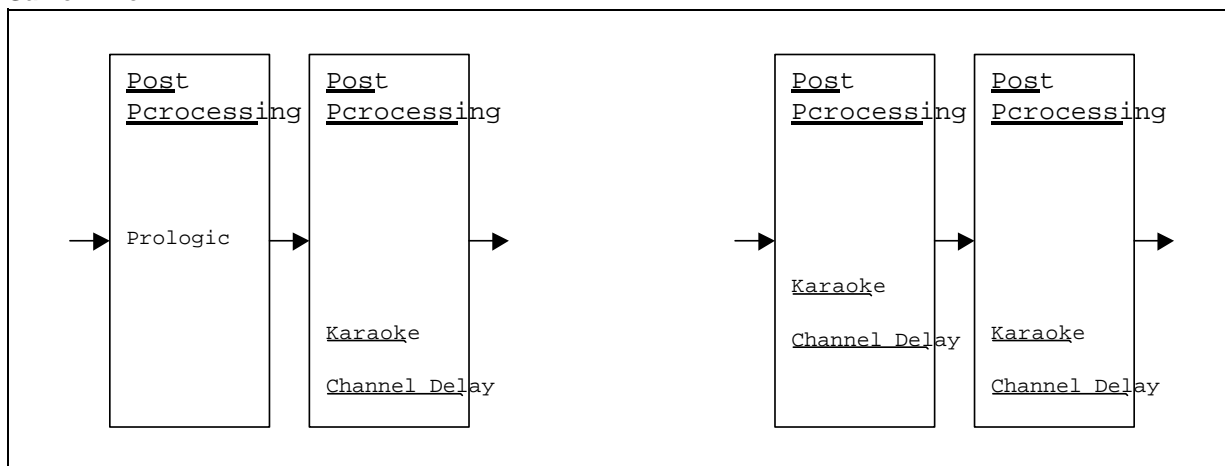 Post
Pcrocessing
Prologic
Post
Pcrocessing
Karaoke
Channel Delay
Post
Pcrocessing
Karaoke
Channel Delay
Post
Pcrocessing
Karaoke
Channel Delay